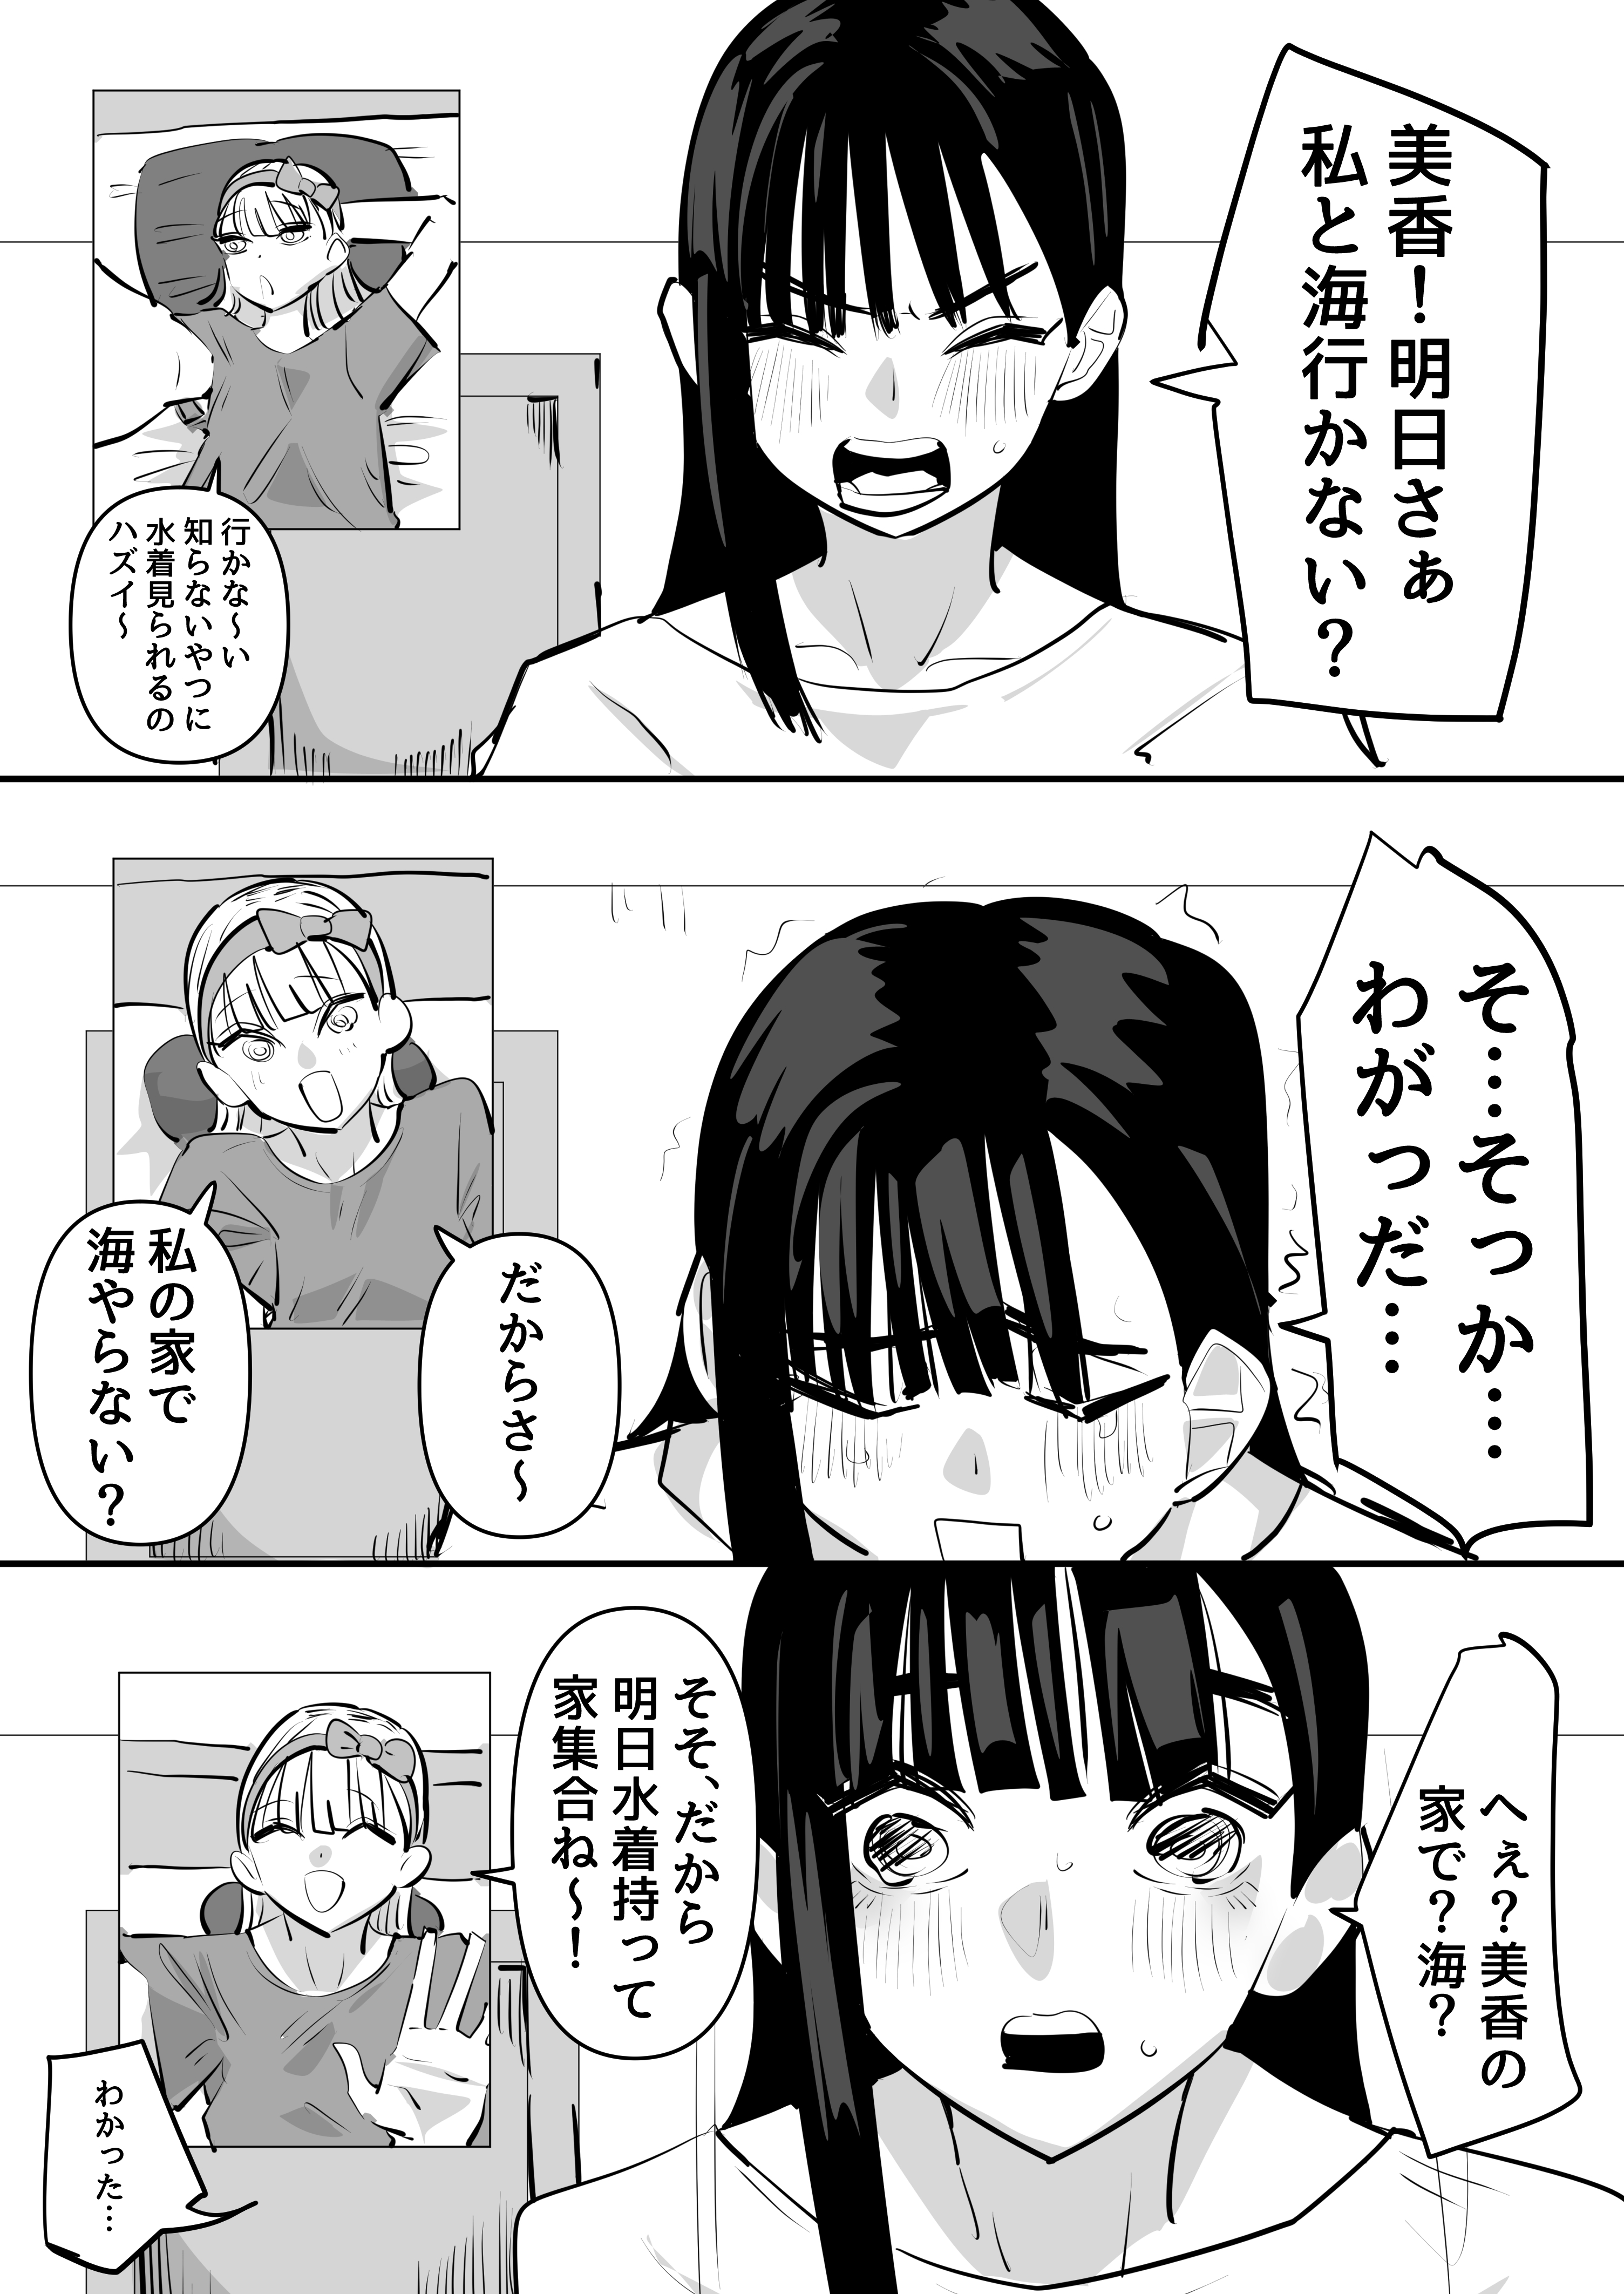 美香！明日さぁ
私と海行かない？
行かな〜い
知らないやつに
水着見られるの
ハズイ〜
そ…そっか…
わがっだ…
だからさ〜
私の家で
海やらない？
へぇ？美香の
家で？海？
そそ、だから
明日水着持って
家集合ね〜！
わかった…